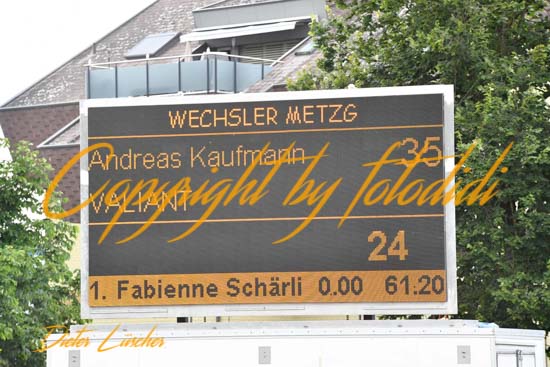 WECHSLER METZG
Andreas Kaufmann 35
VALIANT
Copyright by fotodidi
24
1. Fabienne Schärli 0.00 61.20
Dieter Lüscher